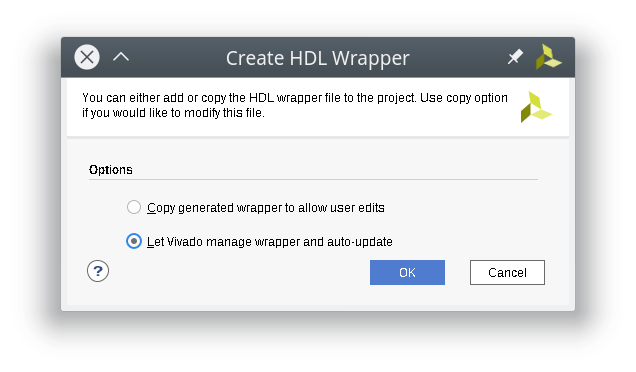 Create HDL Wrapper
You can either add or copy the HDL wrapper file to the project. Use copy option
if you would like to modify this file.
Options
Copy generated wrapper to allow user edits
Let Vivado manage wrapper and auto-update
?
OK
Cancel